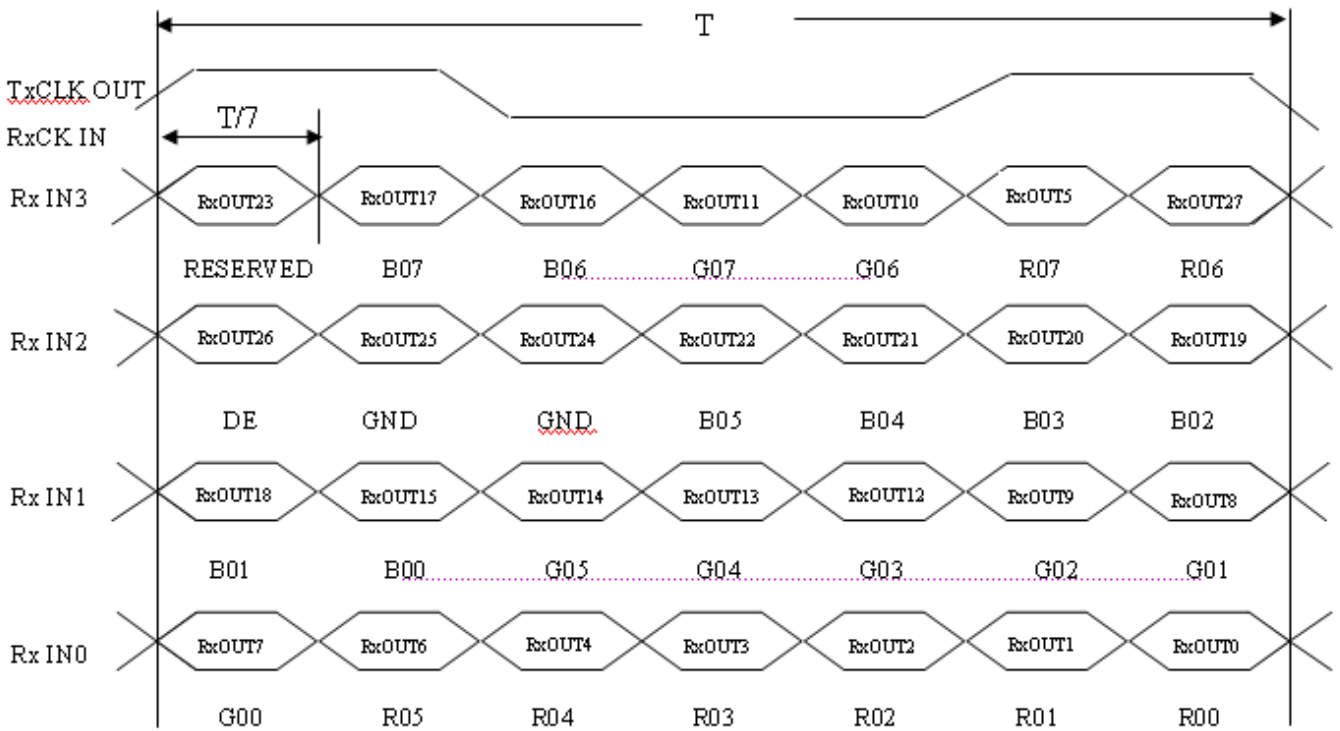 T
TxCLK OUT
T/7
RxCK IN
Rx IN3 RxOUT23 RxOUT17 RxOUT16 RxOUT11 RxOUT10 RxOUT5 RxOUT27
RESERVED B07 B06 G07 G06 R07 R06
Rx IN2 RxOUT26 RxOUT25 RxOUT24 RxOUT22 RxOUT21 RxOUT20 RxOUT19
DE GND GND B05 B04 B03 B02
Rx IN1 RxOUT18 RxOUT15 RxOUT14 RxOUT13 RxOUT12 RxOUT9 RxOUT8
B01 B00 G05 G04 G03 G02 G01
Rx IN0 RxOUT7 RxOUT6 RxOUT4 RxOUT3 RxOUT2 RxOUT1 RxOUT0
G00 R05 R04 R03 R02 R01 R00